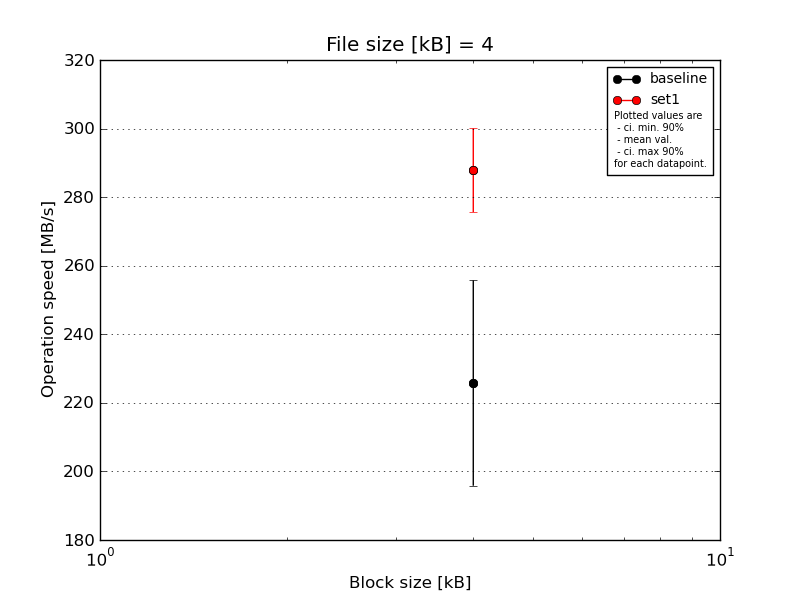 File size [kB] = 4
320
300
280
260
240
220
200
180
Operation speed [MB/s]
baseline
set1
Plotted values are
- ci. min. 90%
- mean val.
- ci. max 90%
for each datapoint.
10^0
10^1
Block size [kB]